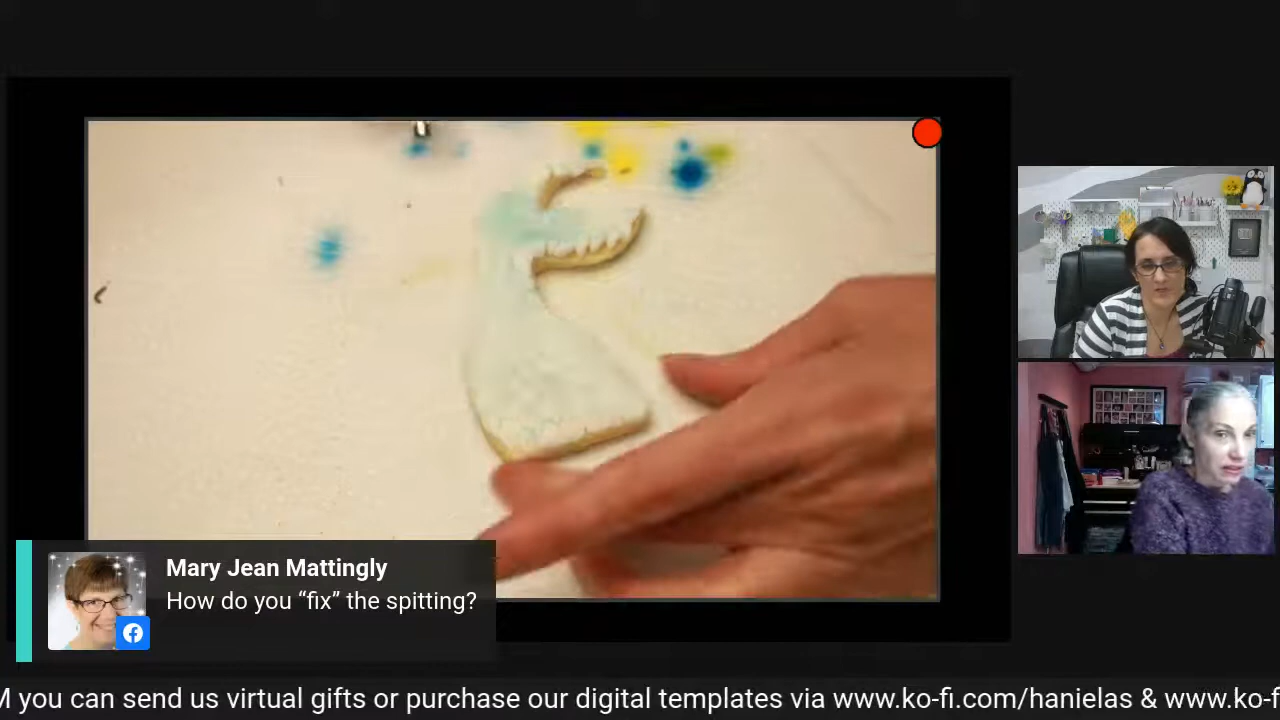 Mary Jean Mattingly
How do you “fix” the spitting?
M you can send us virtual gifts or purchase our digital templates via www.ko-fi.com/hanielas & www.ko-f